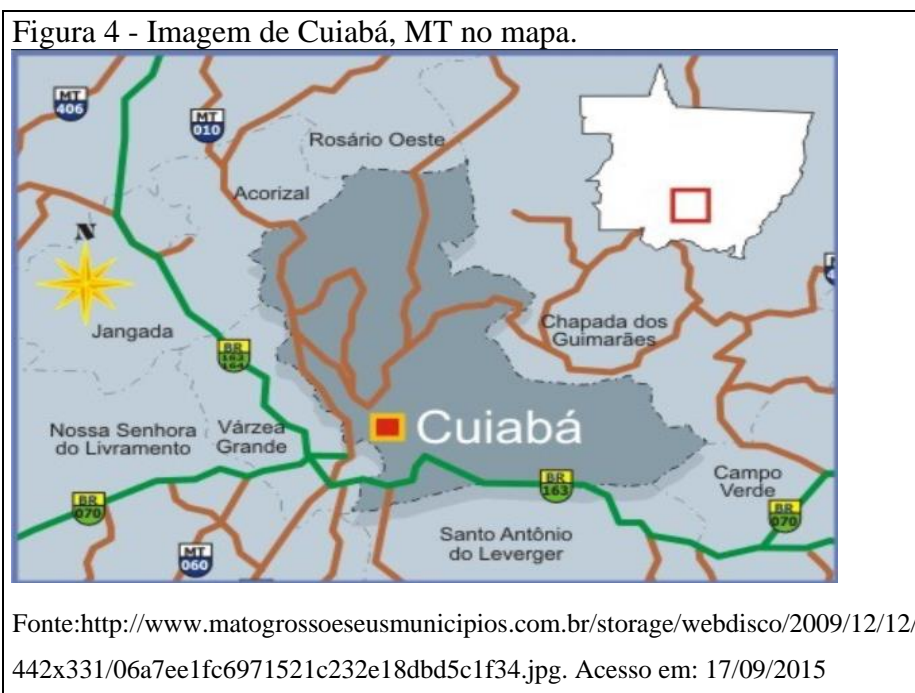 Figura 4 - Imagem de Cuiabá, MT no mapa.
MT
406
MT
010
Rosário Oeste
Acorizal
N
Jangada
Chapada dos
Guimarães
BR
163
164
Cuiabá
Nossa Senhora
do Livramento
Várzea
Grande
Campo
Verde
BR
163
BR
070
BR
070
Santo Antônio
do Leverger
MT
060
Fonte:http://www.matogrossoeseusmunicipios.com.br/storage/webdisco/2009/12/12/
442x331/06a7ee1fc6971521c232e18dbd5c1f34.jpg. Acesso em: 17/09/2015